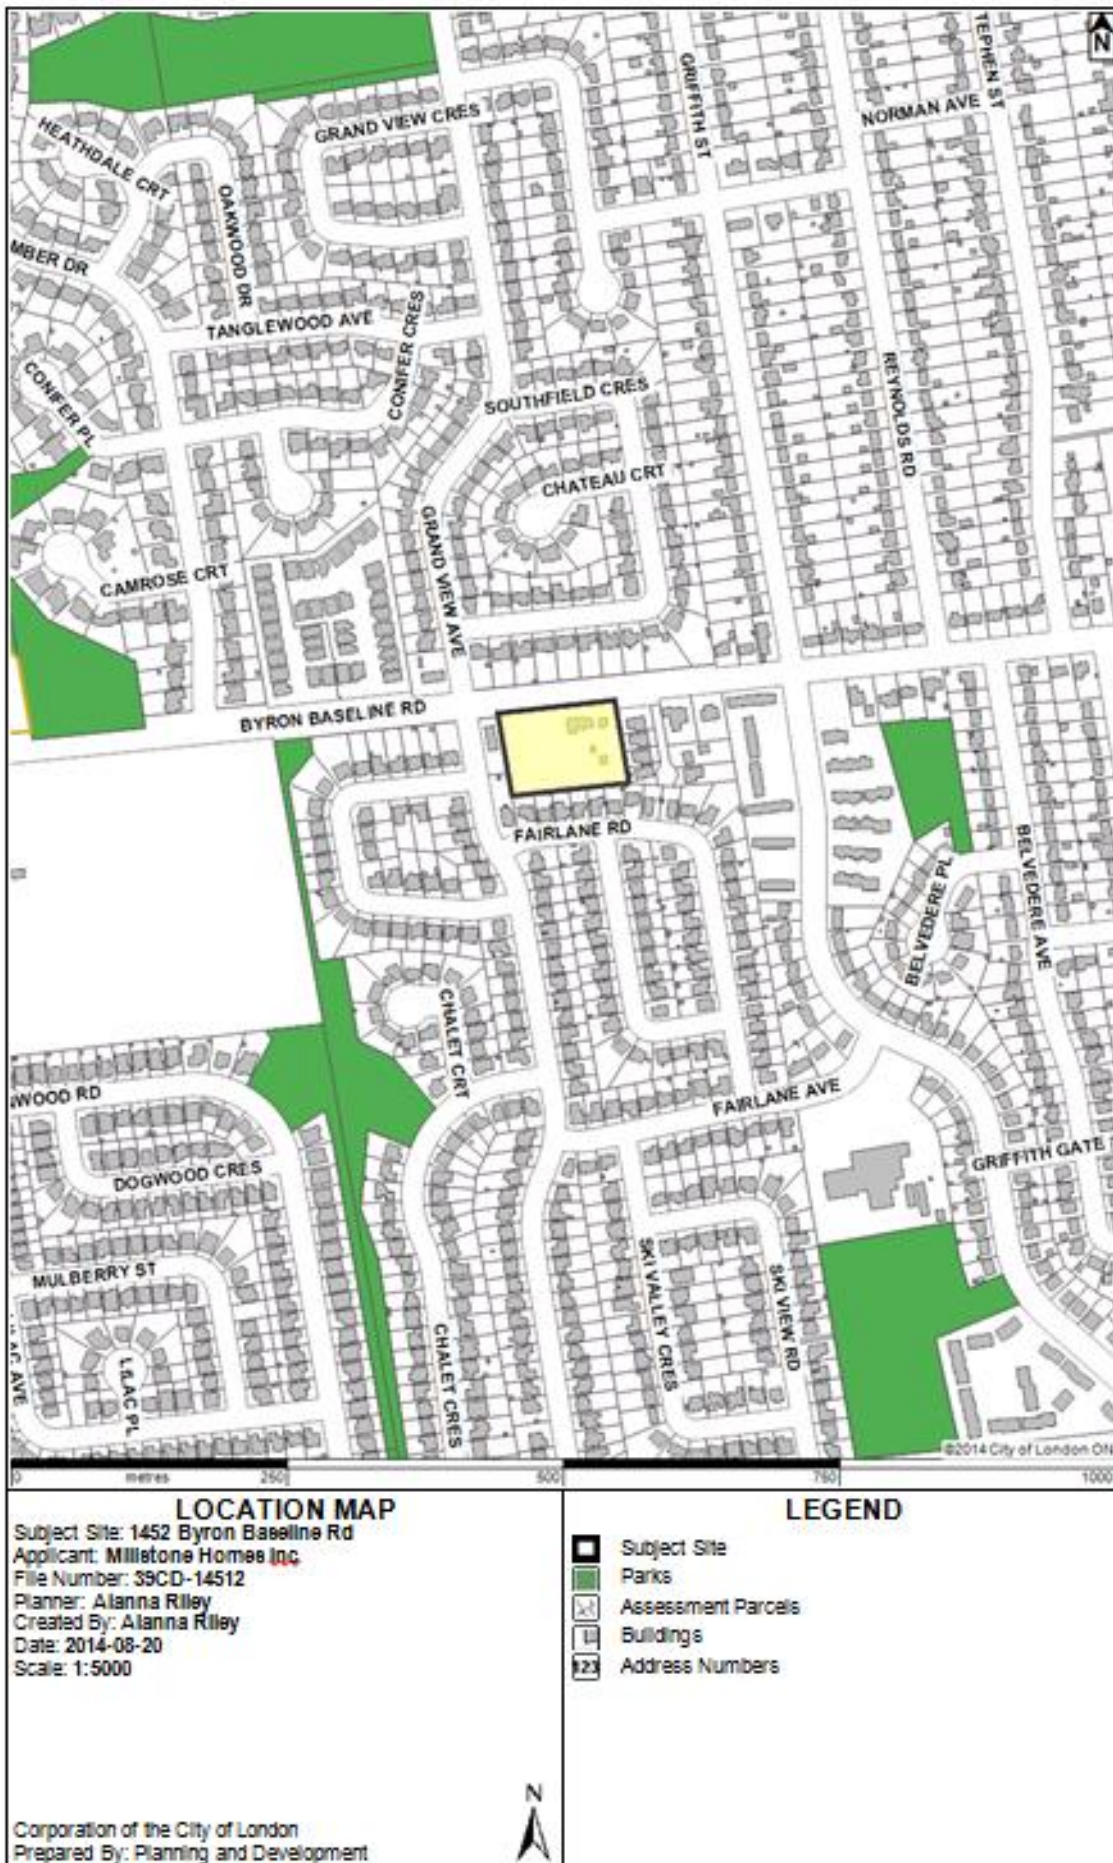 N
GRIFFITH ST
TEPHEN ST
NORMAN AVE
GRAND VIEW CRES
HEATHDALE CRT
OAKWOOD DR
MBER DR
TANGLEWOOD AVE
CONIFER CRES
CONIFER PL
SOUTHFIELD CRES
REYNOLDS RD
CHATEAU CRT
GRAND VIEW AVE
CAMROSE CRT
BYRON BASELINE RD
FAIRLANE RD
BELVEDERE PL
BELVEDERE AVE
CHALET CRT
NWOOD RD
FAIRLANE AVE
DOGWOOD CRES
GRIFFITH GATE
MULBERRY ST
SKI VALLEY CRES
SKI VIEW RD
AC AVE
LILAC PL
CHALET CRES
CHALET CRES
©2014 City of London ON
0 metres 250 500 750 1000
LOCATION MAP
Subject Site: 1452 Byron Baseline Rd
Applicant: Millstone Homes Inc
File Number: 39CD-14512
Planner: Alanna Riley
Created By: Alanna Riley
Date: 2014-08-20
Scale: 1:5000
N
Corporation of the City of London
Prepared By: Planning and Development
LEGEND
Subject Site
Parks
Assessment Parcels
Buildings
123 Address Numbers